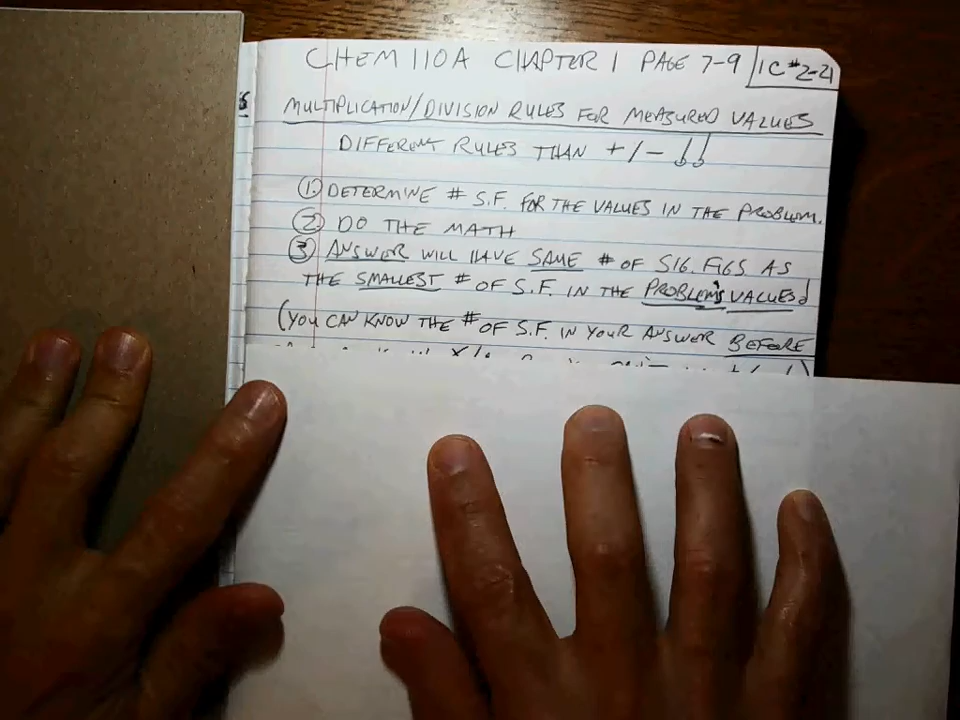 CHEM 110A CHAPTER 1 PAGE 7-9 1C #2-21
MULTIPLICATION/DIVISION RULES FOR MEASURED VALUES
DIFFERENT RULES THAN +/- !!
① DETERMINE # S.F. FOR THE VALUES IN THE PROBLEM.
② DO THE MATH
③ ANSWER WILL HAVE SAME # OF SIG. FIGS AS
THE SMALLEST # OF S.F. IN THE PROBLEM'S VALUES!
(YOU CAN KNOW THE # OF S.F. IN YOUR ANSWER BEFORE